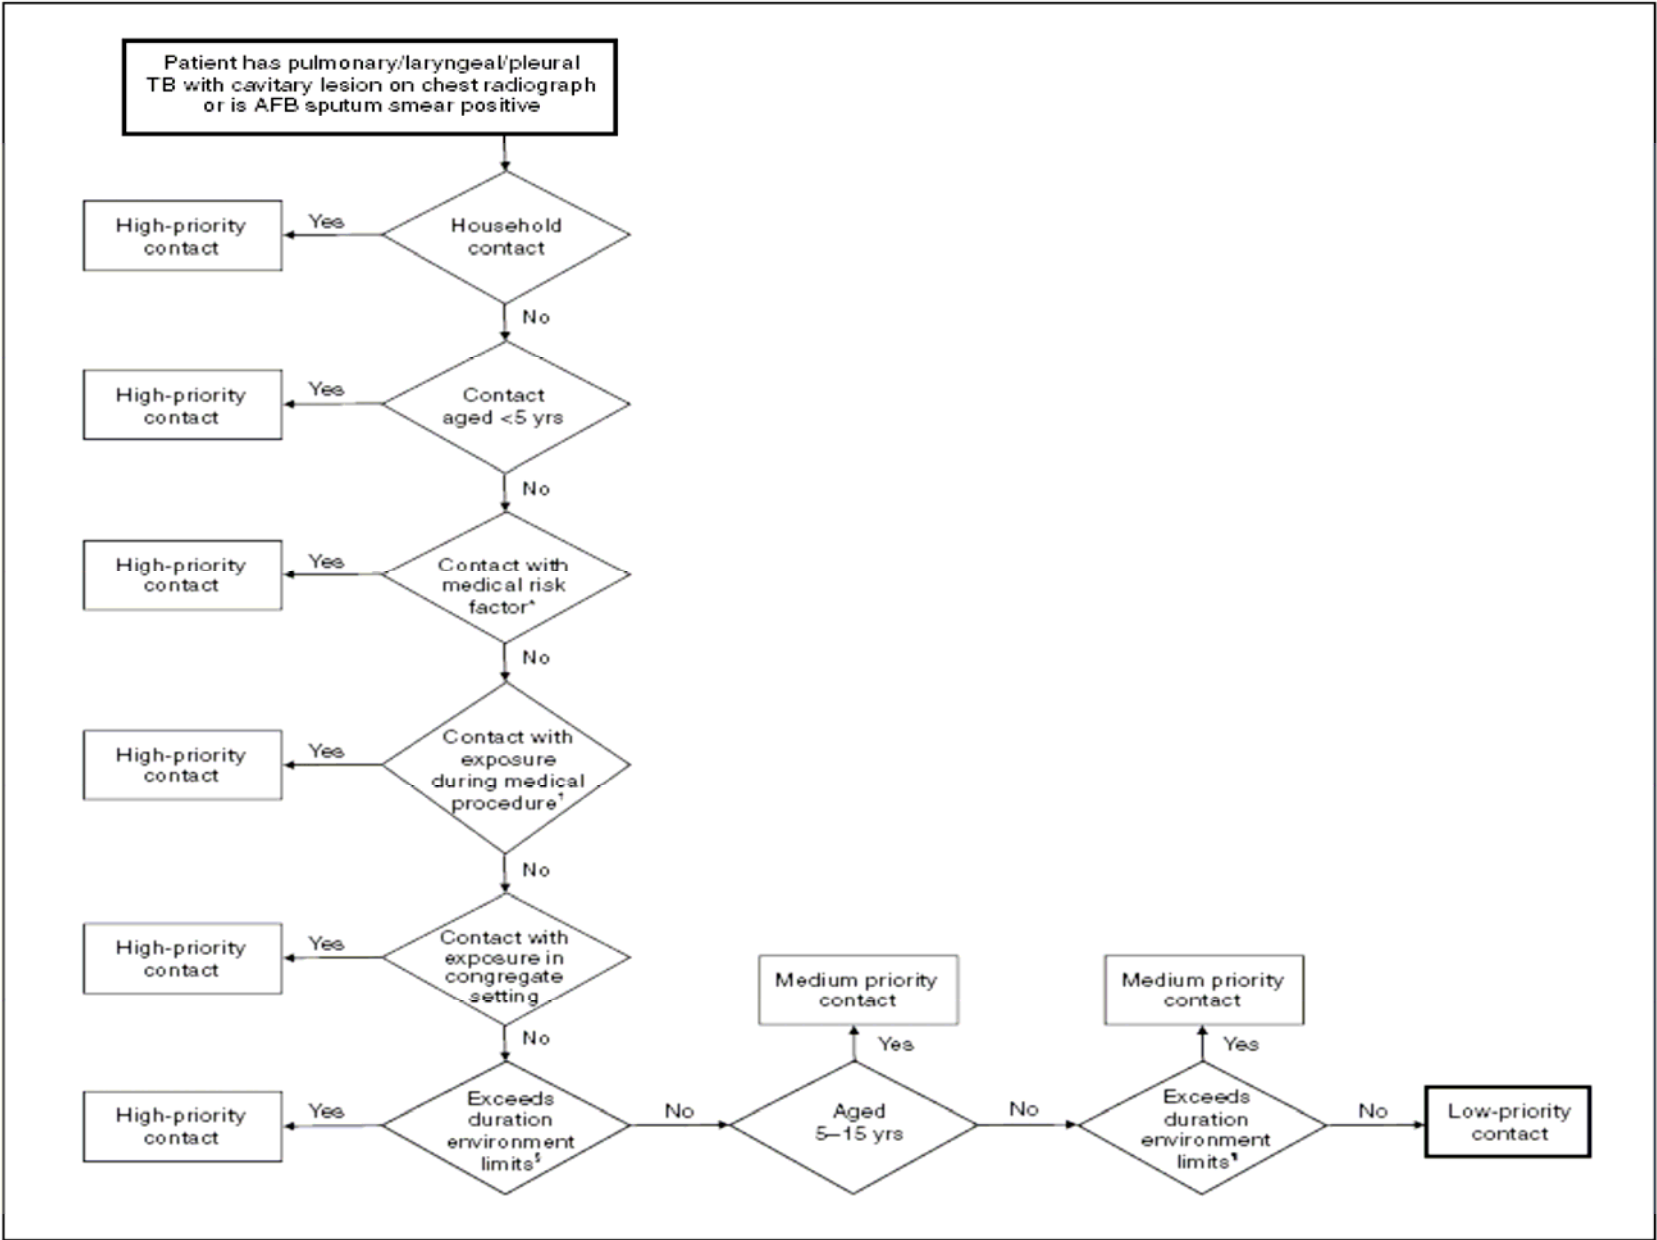 Patient has pulmonary/laryngeal/pleural
TB with cavitary lesion on chest radiograph
or is AFB sputum smear positive
High-priority
contact
Yes
Household
contact
No
High-priority
contact
Yes
Contact
aged <5 yrs
No
High-priority
contact
Yes
Contact with
medical risk
factor*
No
High-priority
contact
Yes
Contact with
exposure
during medical
procedure†
No
High-priority
contact
Yes
Contact with
exposure in
congregate
setting
No
High-priority
contact
Yes
Exceeds
duration
environment
limits§
No
Medium priority
contact
Yes
Aged
5–15 yrs
No
Medium priority
contact
Yes
Exceeds
duration
environment
limits¶
No
Low-priority
contact